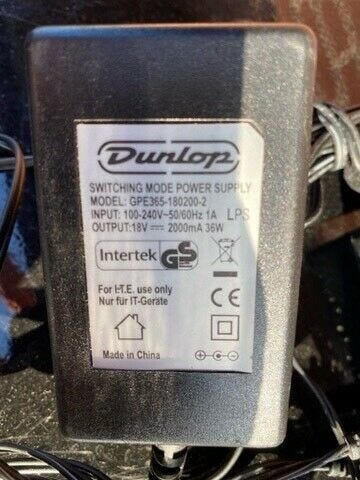 Dunlop
SWITCHING MODE POWER SUPPLY
MODEL: GPE365-180200-2
INPUT: 100-240V~50/60Hz 1A LPS
OUTPUT:18V⎓ 2000mA 36W
Intertek GS
For I.T.E. use only
Nur für IT-Geräte
CE
Made in China